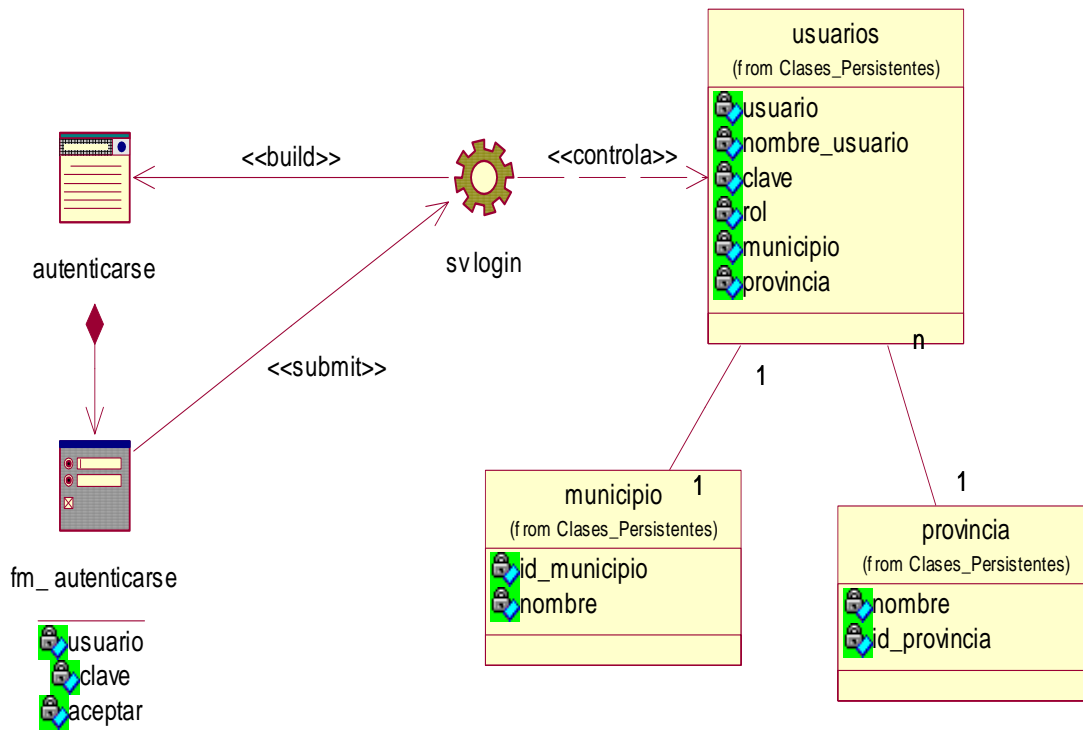 usuarios
(from Clases_Persistentes)
usuario
nombre_usuario
clave
rol
municipio
provincia
<<build>>
<<controla>>
autenticarse
sv login
<<submit>>
n
1
municipio
1
(from Clases_Persistentes)
id_municipio
nombre
1
provincia
(from Clases_Persistentes)
nombre
id_provincia
fm_ autenticarse
usuario
clave
aceptar